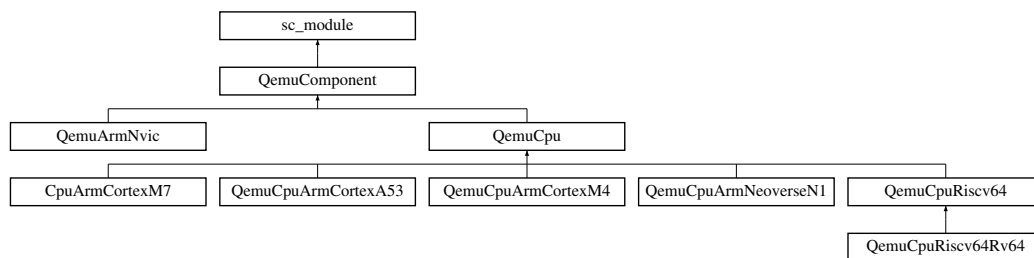 sc_module
QemuComponent
QemuArmNvic QemuCpu
CpuArmCortexM7 QemuCpuArmCortexA53 QemuCpuArmCortexM4 QemuCpuArmNeoverseN1 QemuCpuRiscv64
QemuCpuRiscv64Rv64